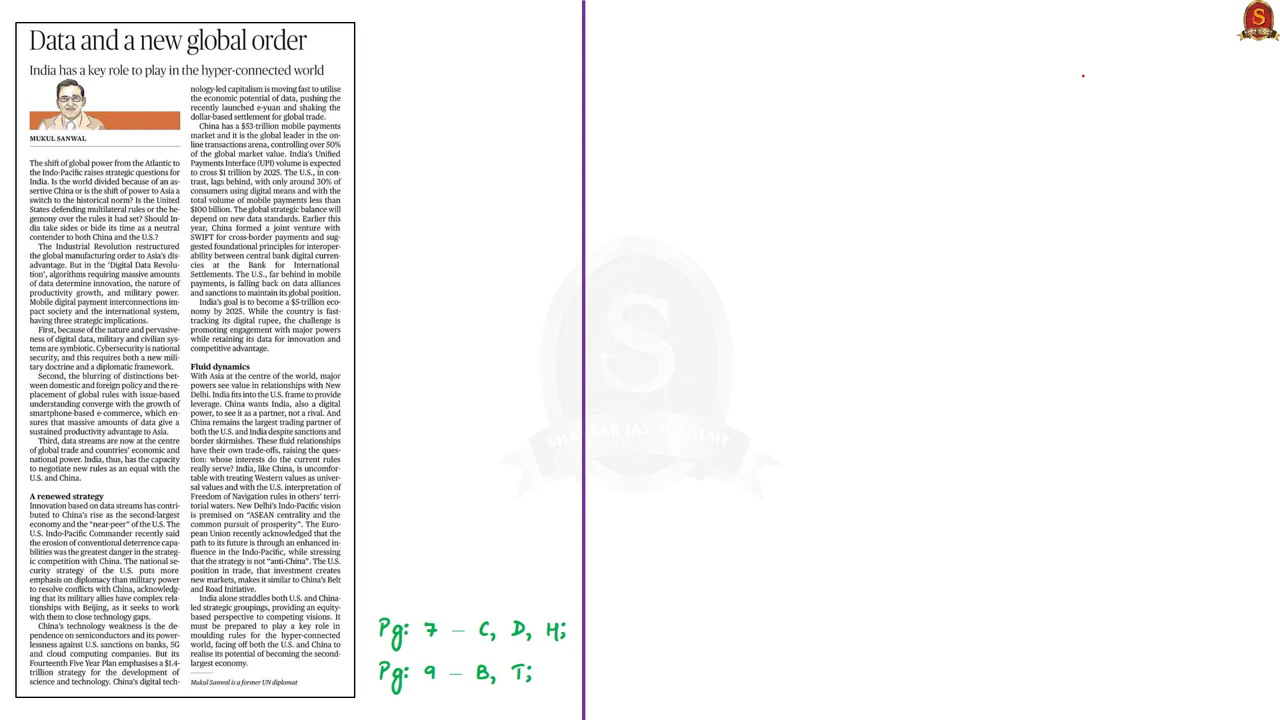 Data and a new global order
India has a key role to play in the hyper-connected world
MUKUL SANWAL
The shift of global power from the Atlantic to
the Indo-Pacific raises strategic questions for
India. Is the world divided because of an as-
sertive China or is the shift of power to Asia a
switch to the historical norm? Is the United
States defending multilateral rules or the he-
gemony over the rules it had set? Should In-
dia take sides or bide its time as a neutral
contender to both China and the U.S.?
The Industrial Revolution restructured
the global manufacturing order to Asia's dis-
advantage. But in the 'Digital Data Revolu-
tion', algorithms requiring massive amounts
of data determine innovation, the nature of
productivity growth, and military power.
Mobile digital payment interconnections im-
pact society and the international system,
having three strategic implications.
First, because of the nature and pervasive-
ness of digital data, military and civilian sys-
tems are symbiotic. Cybersecurity is national
security, and this requires both a new mili-
tary doctrine and a diplomatic framework.
Second, the blurring of distinctions bet-
ween domestic and foreign policy and the re-
placement of global rules with issue-based
understanding converge with the growth of
smartphone-based e-commerce, which en-
sures that massive amounts of data give a
sustained productivity advantage to Asia.
Third, data streams are now at the centre
of global trade and countries' economic and
national power. India, thus, has the capacity
to negotiate new rules as an equal with the
U.S. and China.
A renewed strategy
Innovation based on data streams has contri-
buted to China's rise as the second-largest
economy and the "near-peer" of the U.S. The
U.S. Indo-Pacific Commander recently said
the erosion of conventional deterrence capa-
bilities was the greatest danger in the strateg-
ic competition with China. The national se-
curity strategy of the U.S. puts more
emphasis on diplomacy than military power
to resolve conflicts with China, acknowledg-
ing that its military allies have complex rela-
tionships with Beijing, as it seeks to work
with them to close technology gaps.
China's technology weakness is the de-
pendence on semiconductors and its power-
lessness against U.S. sanctions on banks, 5G
and cloud computing companies. But its
Fourteenth Five Year Plan emphasises a $1.4-
trillion strategy for the development of
science and technology. China's digital tech-
nology-led capitalism is moving fast to utilise
the economic potential of data, pushing the
recently launched e-yuan and shaking the
dollar-based settlement for global trade.
China has a $53-trillion mobile payments
market and it is the global leader in the on-
line transactions arena, controlling over 50%
of the global market value. India's Unified
Payments Interface (UPI) volume is expected
to cross $1 trillion by 2025. The U.S., in con-
trast, lags behind, with only around 30% of
consumers using digital means and with the
total volume of mobile payments less than
$100 billion. The global strategic balance will
depend on new data standards. Earlier this
year, China formed a joint venture with
SWIFT for cross-border payments and sug-
gested foundational principles for interoper-
ability between central bank digital curren-
cies at the Bank for International
Settlements. The U.S., far behind in mobile
payments, is falling back on data alliances
and sanctions to maintain its global position.
India's goal is to become a $5-trillion eco-
nomy by 2025. While the country is fast-
tracking its digital rupee, the challenge is
promoting engagement with major powers
while retaining its data for innovation and
competitive advantage.
Fluid dynamics
With Asia at the centre of the world, major
powers see value in relationships with New
Delhi. India fits into the U.S. frame to provide
leverage. China wants India, also a digital
power, to see it as a partner, not a rival. And
China remains the largest trading partner of
both the U.S. and India despite sanctions and
border skirmishes. These fluid relationships
have their own trade-offs, raising the ques-
tion: whose interests do the current rules
really serve? India, like China, is uncomfor-
table with treating Western values as univer-
sal values and with the U.S. interpretation of
Freedom of Navigation rules in others' terri-
torial waters. New Delhi's Indo-Pacific vision
is premised on "ASEAN centrality and the
common pursuit of prosperity". The Euro-
pean Union recently acknowledged that the
path to its future is through an enhanced in-
fluence in the Indo-Pacific, while stressing
that the strategy is not "anti-China". The U.S.
position in trade, that investment creates
new markets, makes it similar to China's Belt
and Road Initiative.
India alone straddles both U.S. and China-
led strategic groupings, providing an equity-
based perspective to competing visions. It
must be prepared to play a key role in
moulding rules for the hyper-connected
world, facing off both the U.S. and China to
realise its potential of becoming the second-
largest economy.
Mukul Sanwal is a former UN diplomat
Pg: 7 – C, D, H;
Pg: 9 – B, T;
S
SHANKAR IAS ACADEMY
S